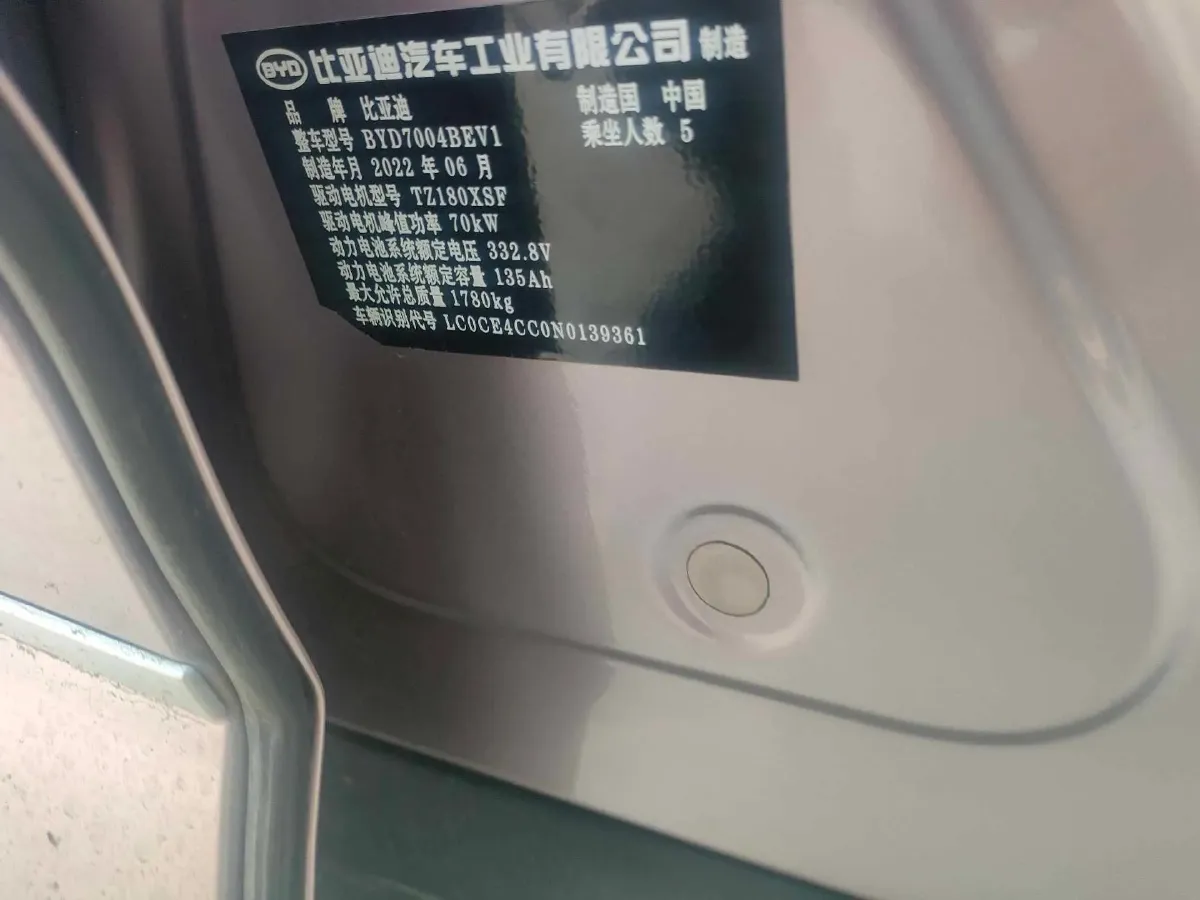 BYD 比亚迪汽车工业有限公司 制造
品 牌 比亚迪 制造国 中国
整车型号 BYD7004BEV1 乘坐人数 5
制造年月 2022 年 06 月
驱动电机型号 TZ180XSF
驱动电机峰值功率 70kW
动力电池系统额定电压 332.8V
动力电池系统额定容量 135Ah
最大允许总质量 1780kg
车辆识别代号 LC0CE4CC0N0139361